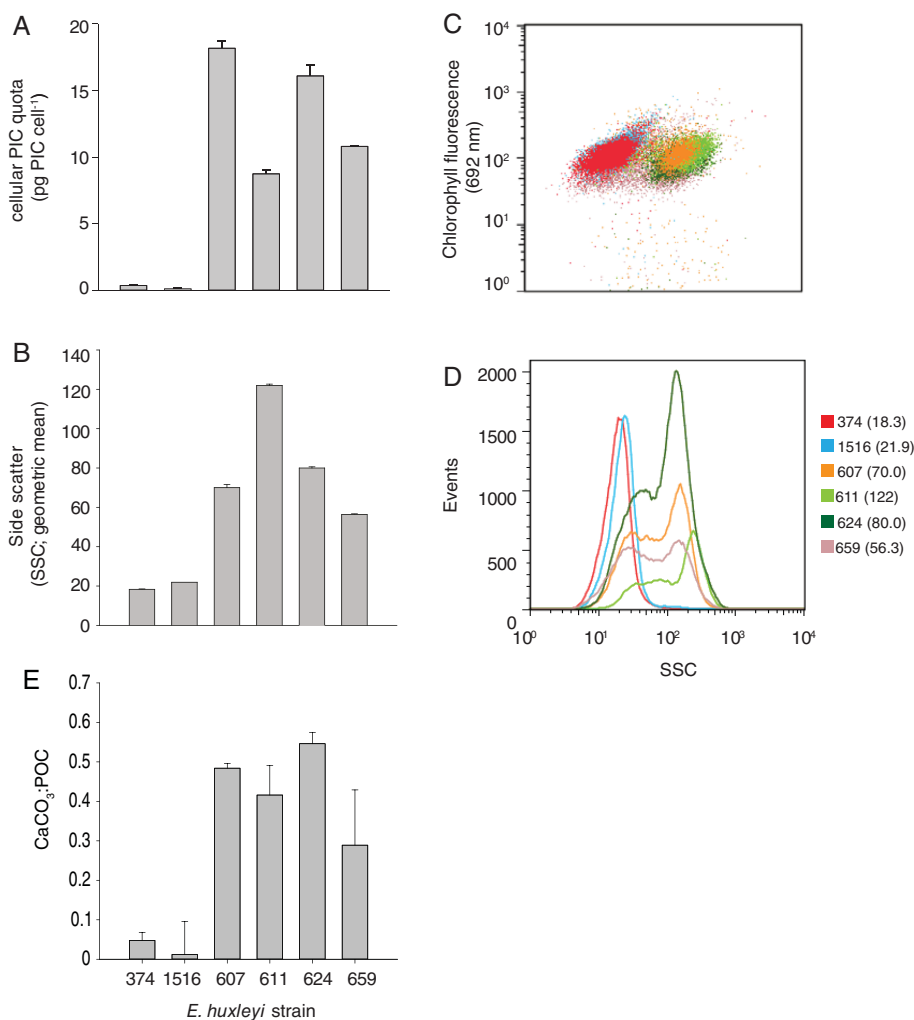 A
cellular PIC quota
(pg PIC cell⁻¹)
20
15
10
5
0
B
Side scatter
(SSC; geometric mean)
140
120
100
80
60
40
20
0
E
CaCO₃:POC
0.7
0.6
0.5
0.4
0.3
0.2
0.1
0
374 1516 607 611 624 659
E. huxleyi strain
C
Chlorophyll fluorescence
(692 nm)
10⁴
10³
10²
10¹
10⁰
D
Events
2000
1500
1000
500
0
10⁰ 10¹ 10² 10³ 10⁴
SSC
374 (18.3)
1516 (21.9)
607 (70.0)
611 (122)
624 (80.0)
659 (56.3)